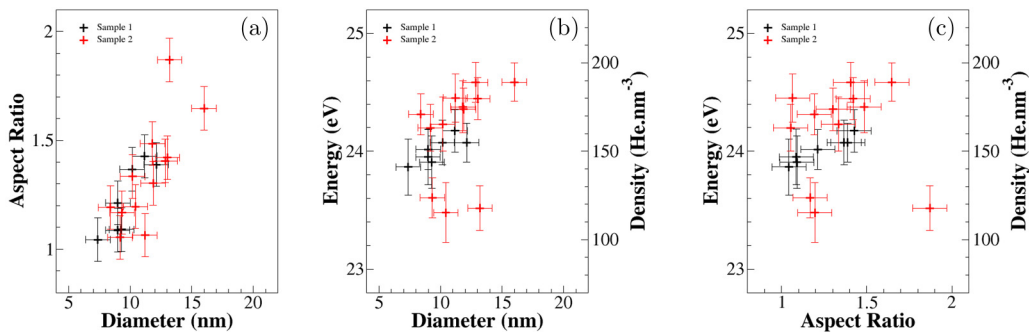 (a)
Sample 1
Sample 2
Aspect Ratio
2
1.5
1
5 10 15 20
Diameter (nm)
(b)
Sample 1
Sample 2
Energy (eV)
25
24
23
Density (He.nm⁻³)
200
150
100
5 10 15 20
Diameter (nm)
(c)
Sample 1
Sample 2
Energy (eV)
25
24
23
Density (He.nm⁻³)
200
150
100
1 1.5 2
Aspect Ratio